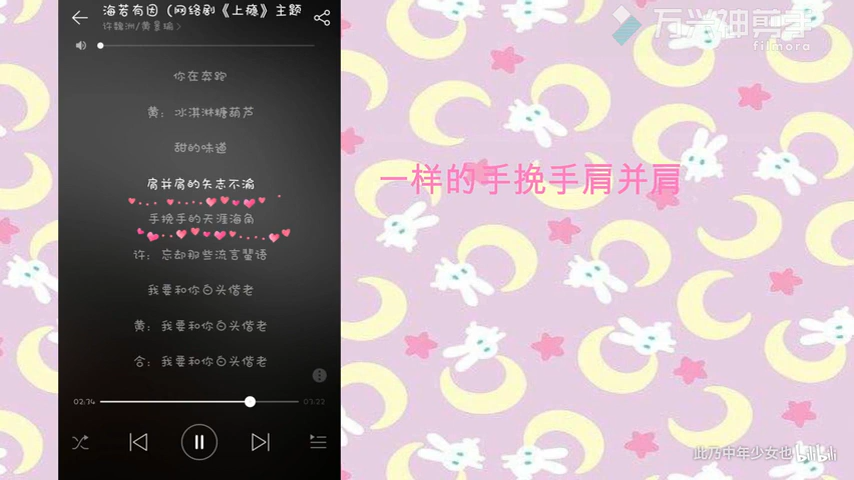 海若有因（网络剧《上瘾》主题
许魏洲/黄景瑜
你在奔跑
黄：冰淇淋糖葫芦
甜的味道
肩并肩的矢志不渝
手挽手的天涯海角
许：忘却那些流言蜚语
我要和你白头偕老
黄：我要和你白头偕老
合：我要和你白头偕老
02:14
03:22
一样的手挽手肩并肩
万兴神剪手
filmora
此乃中年少女也 bilibili